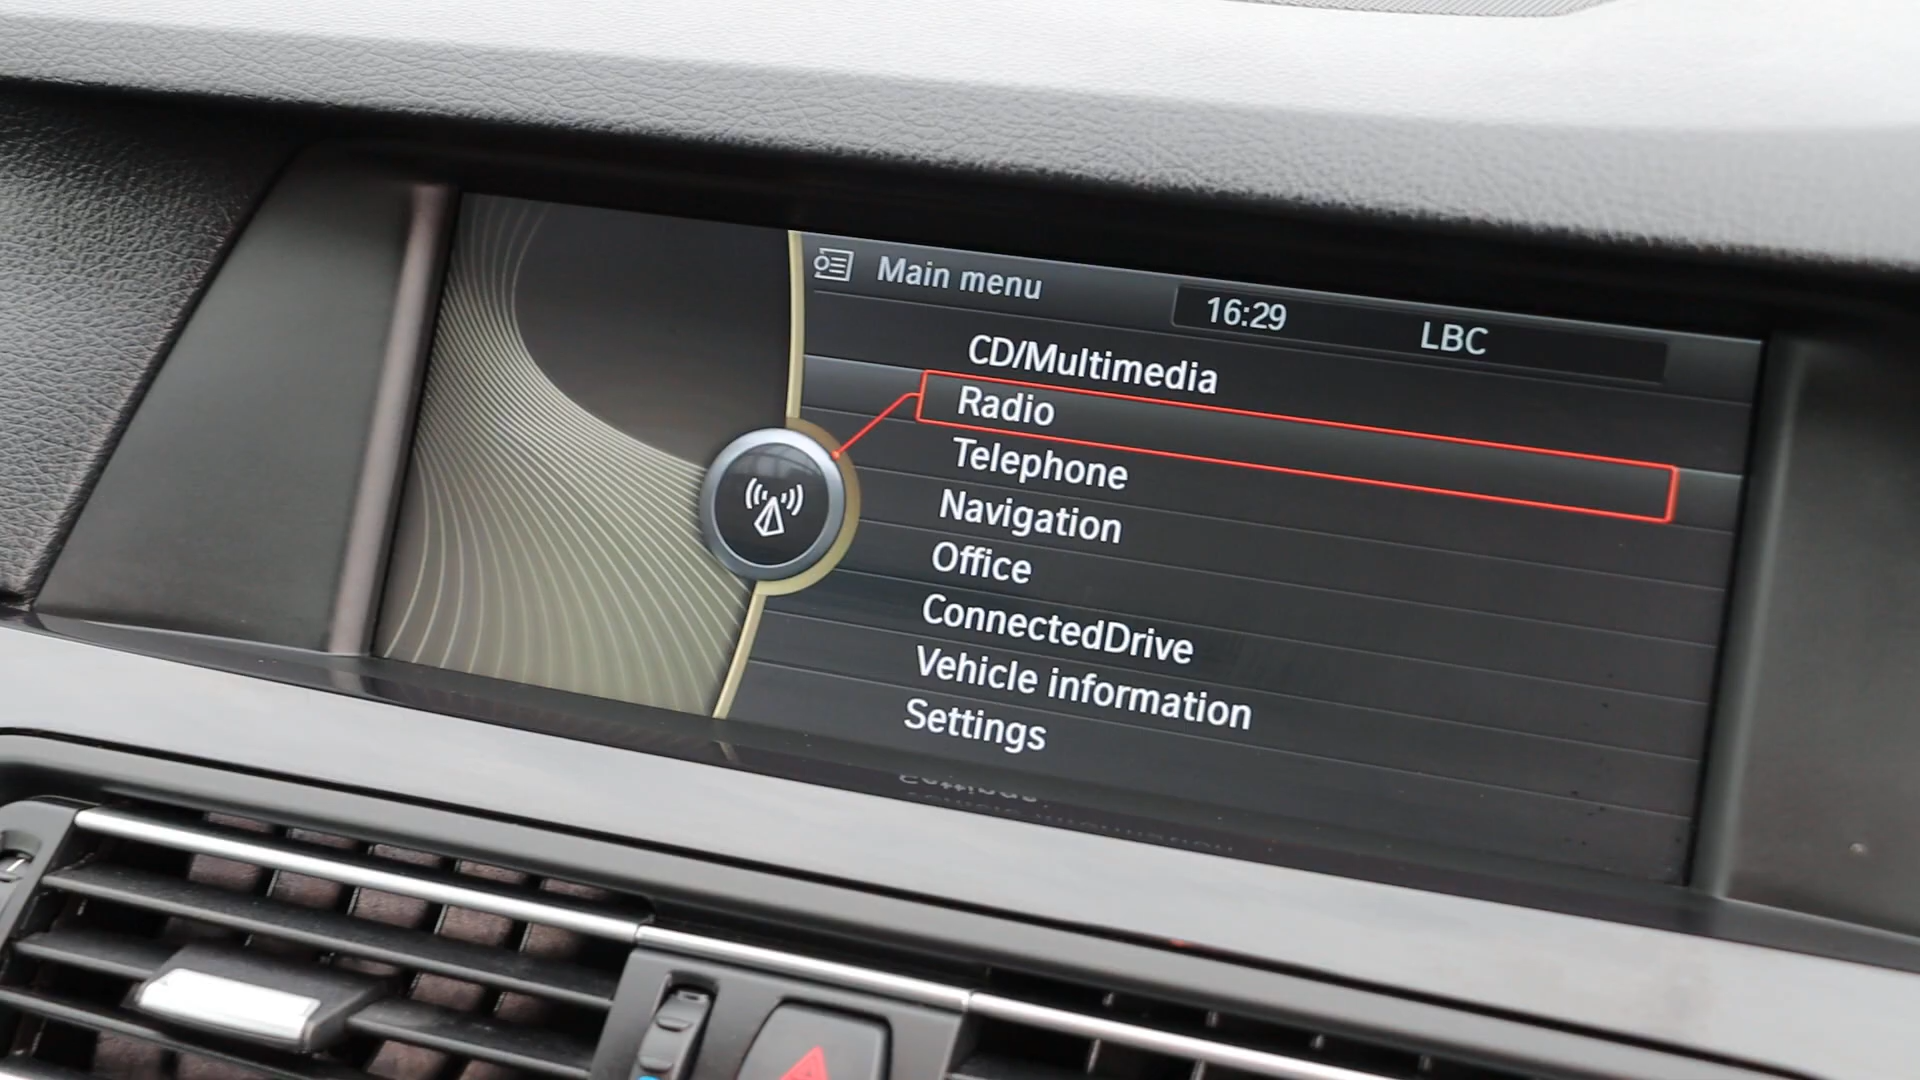 Main menu
16:29
LBC
CD/Multimedia
Radio
Telephone
Navigation
Office
ConnectedDrive
Vehicle information
Settings